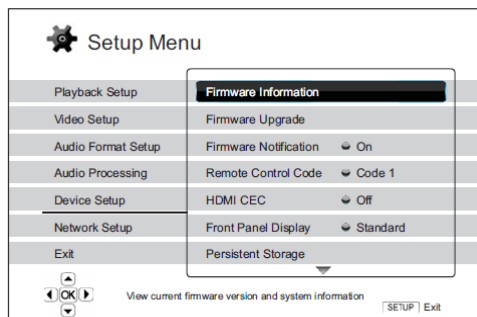 Setup Menu
Playback Setup
Firmware Information
Video Setup
Firmware Upgrade
Audio Format Setup
Firmware Notification On
Audio Processing
Remote Control Code Code 1
Device Setup
HDMI CEC Off
Network Setup
Front Panel Display Standard
Exit
Persistent Storage
OK
View current firmware version and system information
SETUP Exit